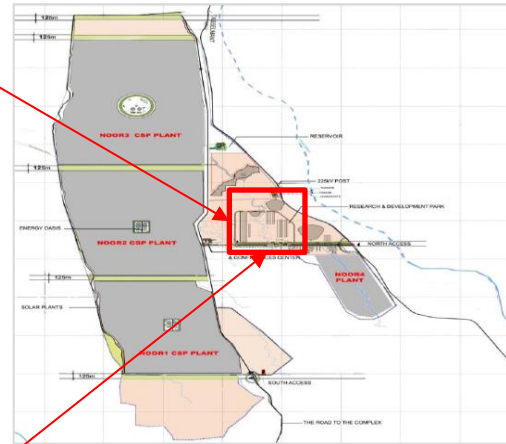 125m
125m
NOOR3 CSP PLANT
RESERVOIR
125m
225kV POST
RESEARCH & DEVELOPMENT PARK
ENERGY OASIS
NOOR2 CSP PLANT
NORTH ACCESS
& CONFERENCES CENTER
NOOR4
PLANT
125m
SOLAR PLANTS
NOOR1 CSP PLANT
125m
SOUTH ACCESS
THE ROAD TO THE COMPLEX